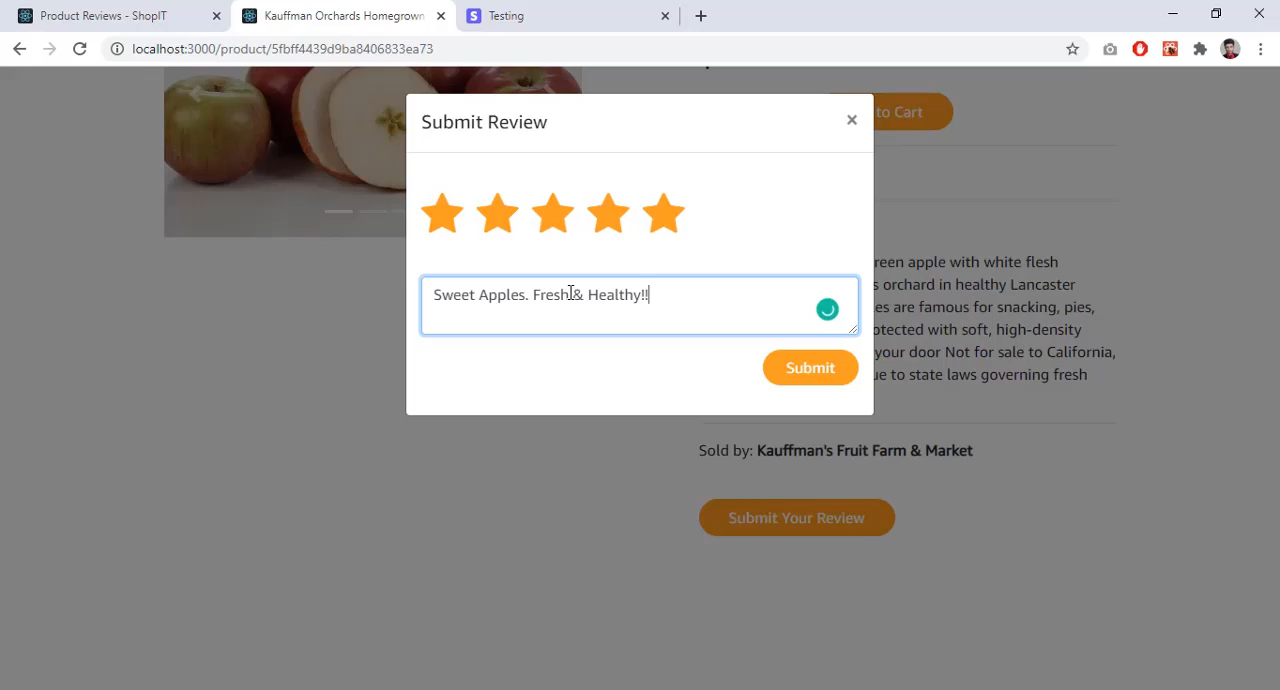 Product Reviews - ShopIT
Kauffman Orchards Homegrown
Testing
localhost:3000/product/5fbff4439d9ba8406833ea73
to Cart
Submit Review
Sweet Apples. Fresh & Healthy!!
Submit
reen apple with white flesh
s orchard in healthy Lancaster
es are famous for snacking, pies,
otected with soft, high-density
your door Not for sale to California,
ue to state laws governing fresh
Sold by: Kauffman's Fruit Farm & Market
Submit Your Review